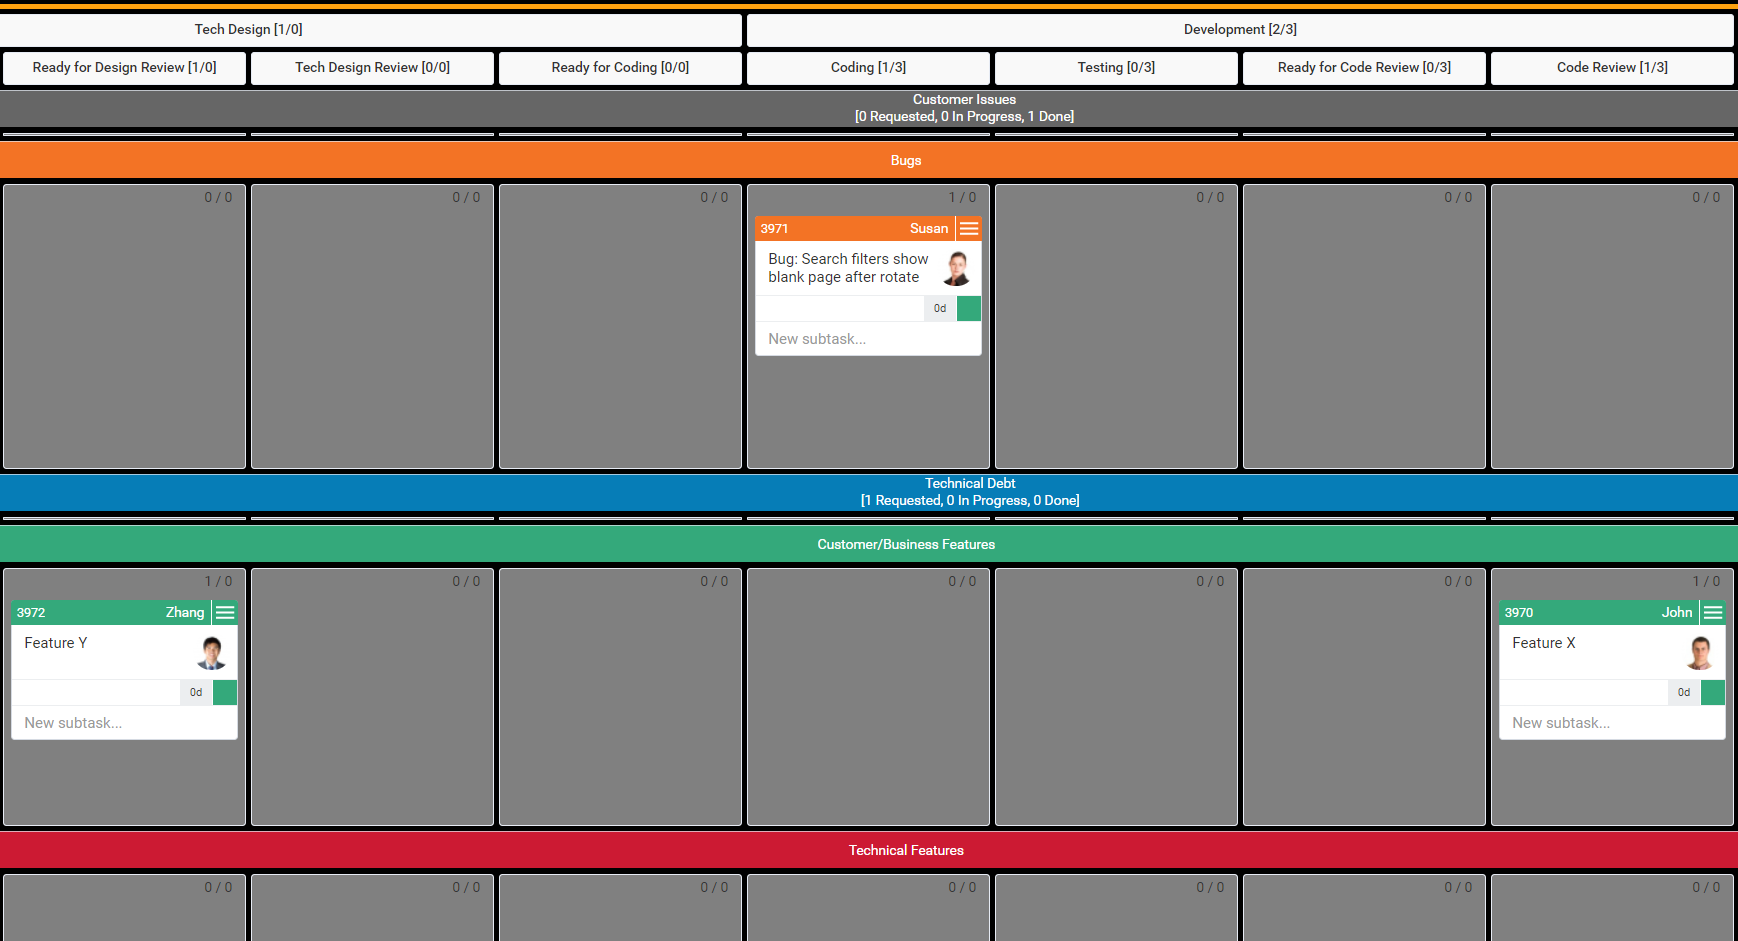 Tech Design [1/0]
Development [2/3]
Ready for Design Review [1/0]
Tech Design Review [0/0]
Ready for Coding [0/0]
Coding [1/3]
Testing [0/3]
Ready for Code Review [0/3]
Code Review [1/3]
Customer Issues
[0 Requested, 0 In Progress, 1 Done]
Bugs
0 / 0
0 / 0
0 / 0
1 / 0
0 / 0
0 / 0
0 / 0
3971
Susan
Bug: Search filters show
blank page after rotate
0d
New subtask...
Technical Debt
[1 Requested, 0 In Progress, 0 Done]
Customer/Business Features
1 / 0
0 / 0
0 / 0
0 / 0
0 / 0
0 / 0
1 / 0
3972
Zhang
Feature Y
0d
New subtask...
3970
John
Feature X
0d
New subtask...
Technical Features
0 / 0
0 / 0
0 / 0
0 / 0
0 / 0
0 / 0
0 / 0